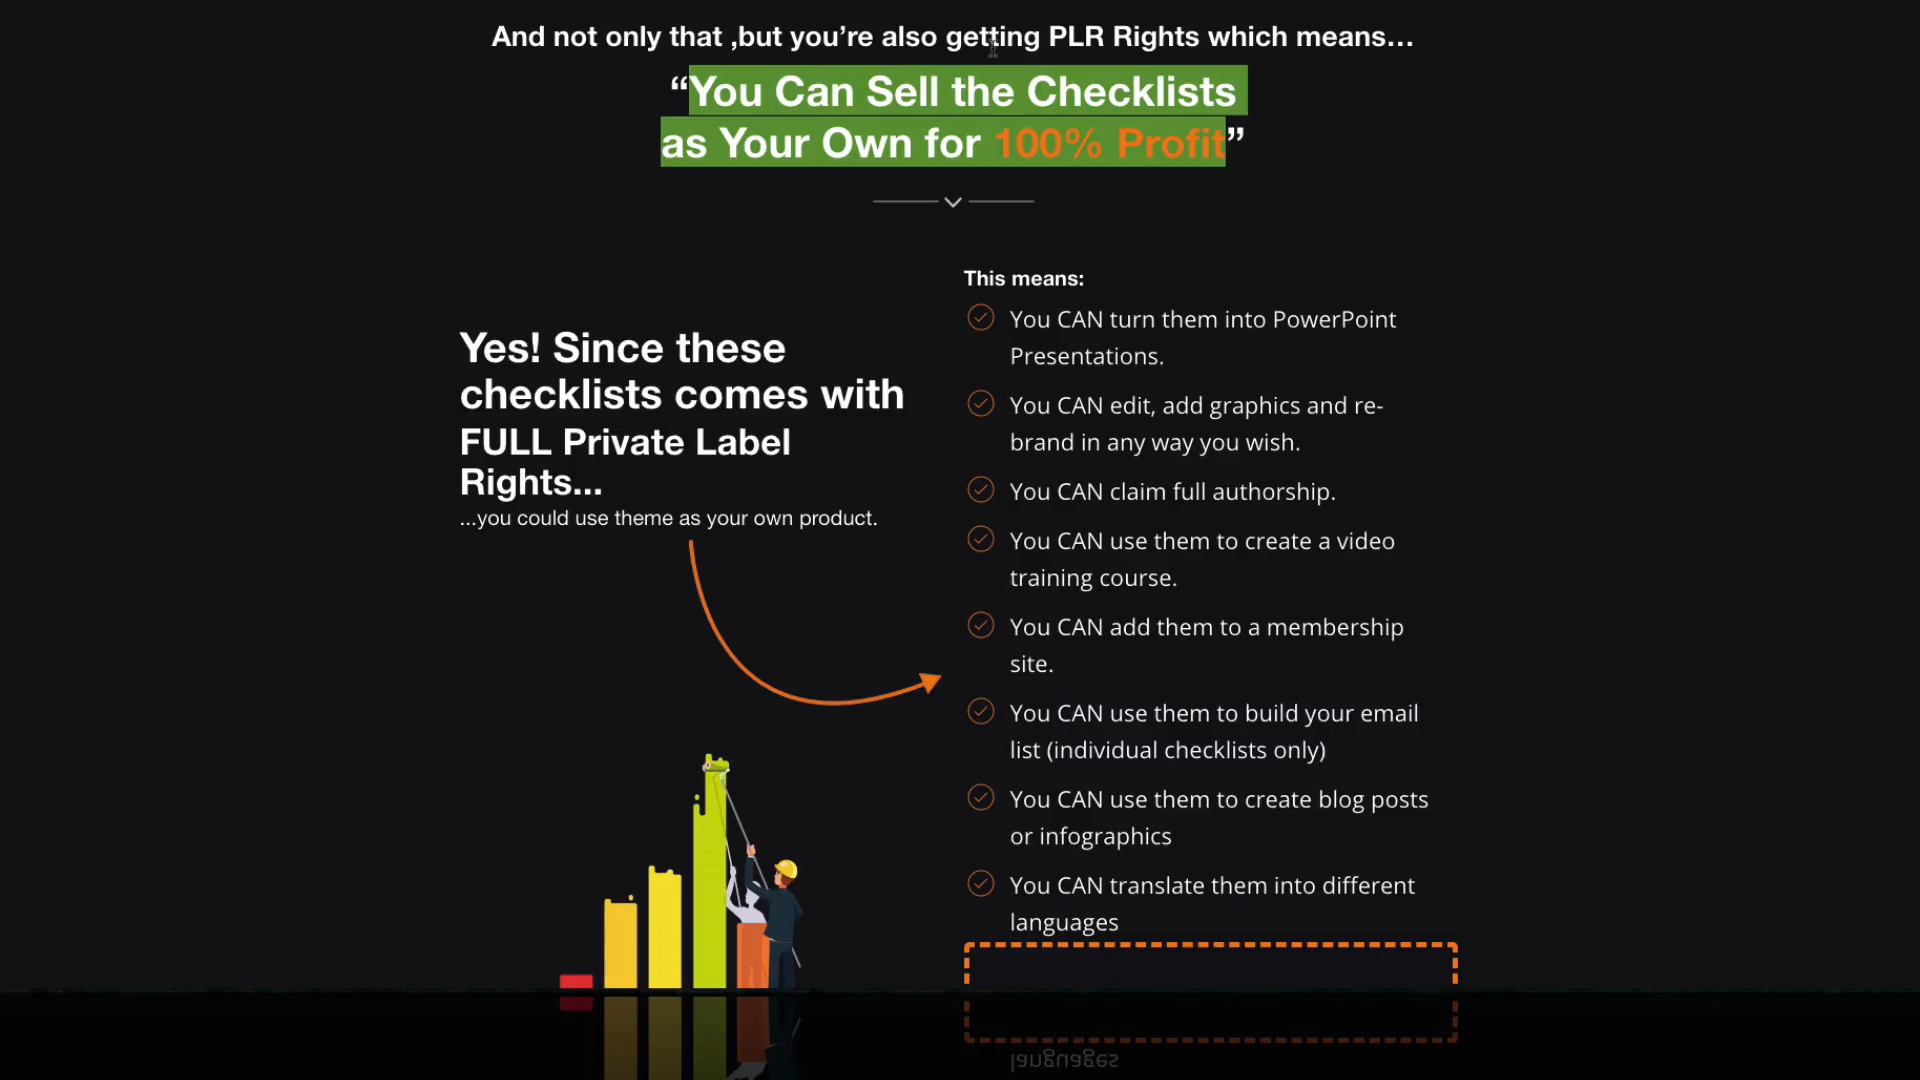 And not only that ,but you’re also getting PLR Rights which means...
“You Can Sell the Checklists
as Your Own for 100% Profit”
Yes! Since these
checklists comes with
FULL Private Label
Rights...
...you could use theme as your own product.
This means:
You CAN turn them into PowerPoint
Presentations.
You CAN edit, add graphics and re-
brand in any way you wish.
You CAN claim full authorship.
You CAN use them to create a video
training course.
You CAN add them to a membership
site.
You CAN use them to build your email
list (individual checklists only)
You CAN use them to create blog posts
or infographics
You CAN translate them into different
languages
languages